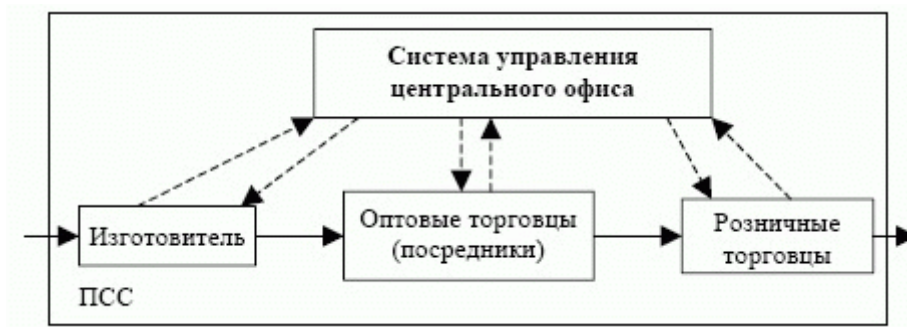 Система управления
центрального офиса
Изготовитель
Оптовые торговцы
(посредники)
Розничные
торговцы
ПСС